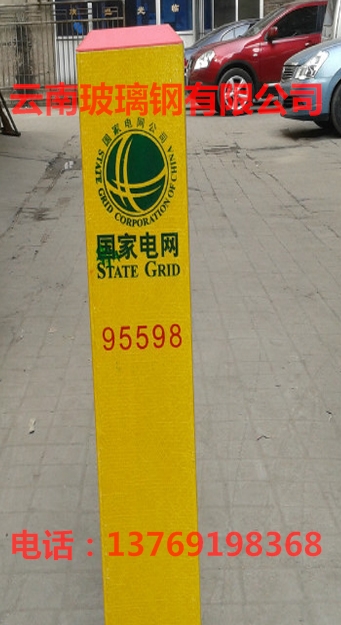 云南玻璃钢有限公司
国家电网公司
STATE GRID CORPORATION OF CHINA
国家电网
STATE GRID
95598
电话：13769198368